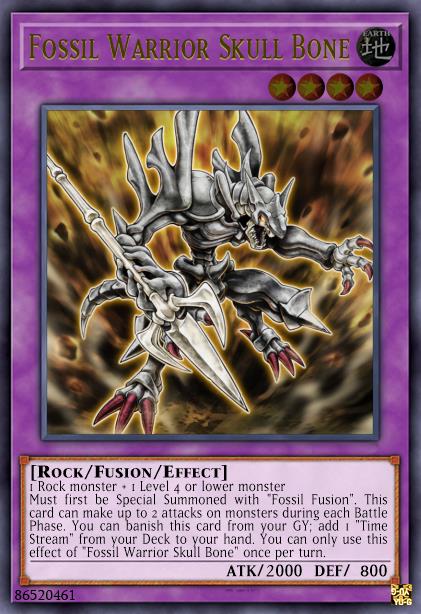 Fossil Warrior Skull Bone
EARTH
地
[Rock/Fusion/Effect]
1 Rock monster + 1 Level 4 or lower monster
Must first be Special Summoned with "Fossil Fusion". This
card can make up to 2 attacks on monsters during each Battle
Phase. You can banish this card from your GY; add 1 "Time
Stream" from your Deck to your hand. You can only use this
effect of "Fossil Warrior Skull Bone" once per turn.
ATK/2000 DEF/ 800
86520461